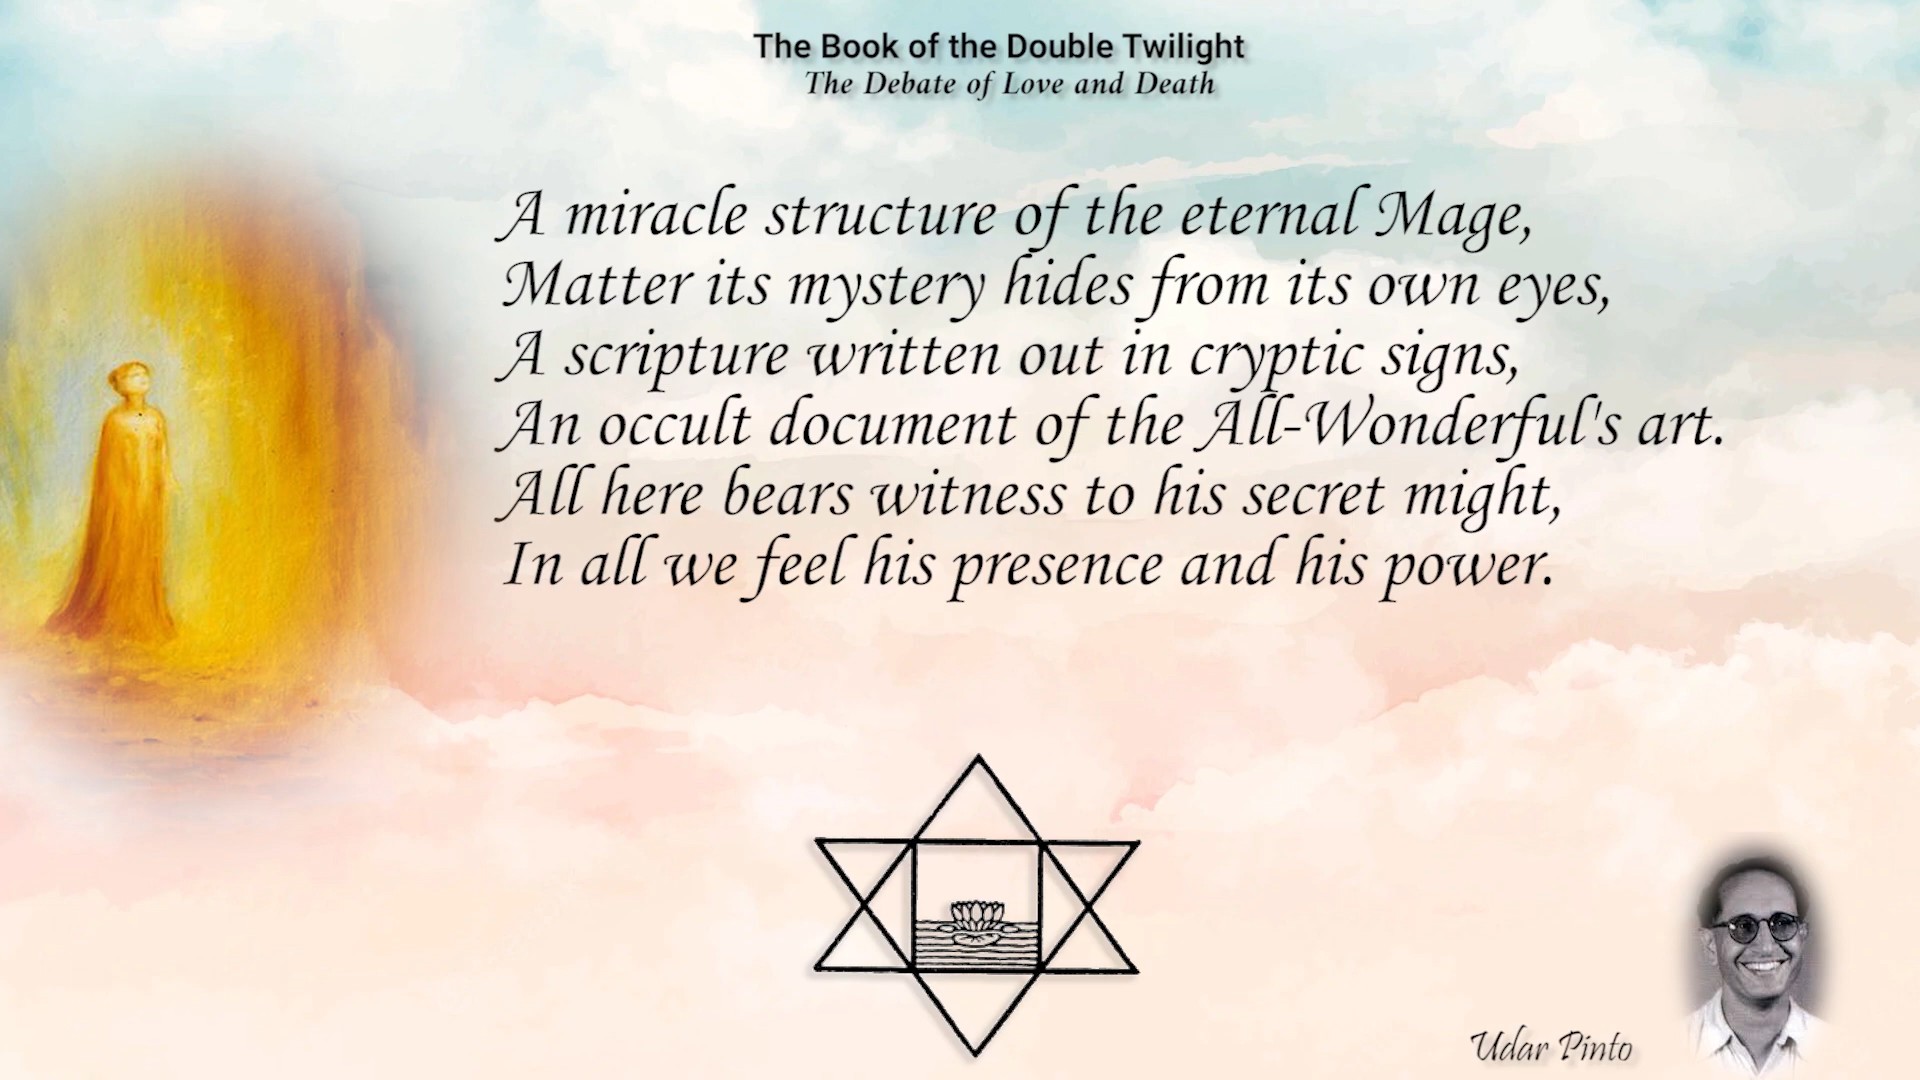 The Book of the Double Twilight
The Debate of Love and Death
A miracle structure of the eternal Mage,
Matter its mystery hides from its own eyes,
A scripture written out in cryptic signs,
An occult document of the All-Wonderful's art.
All here bears witness to his secret might,
In all we feel his presence and his power.
Udar Pinto